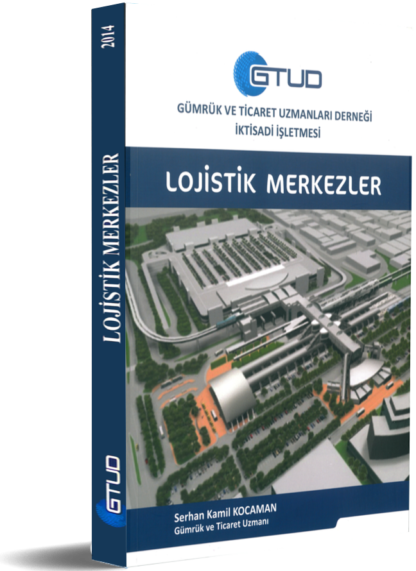 2014
LOJİSTİK MERKEZLER
GTUD
GTUD
GÜMRÜK VE TİCARET UZMANLARI DERNEĞİ
İKTİSADİ İŞLETMESİ
LOJİSTİK MERKEZLER
Serhan Kamil KOCAMAN
Gümrük ve Ticaret Uzmanı